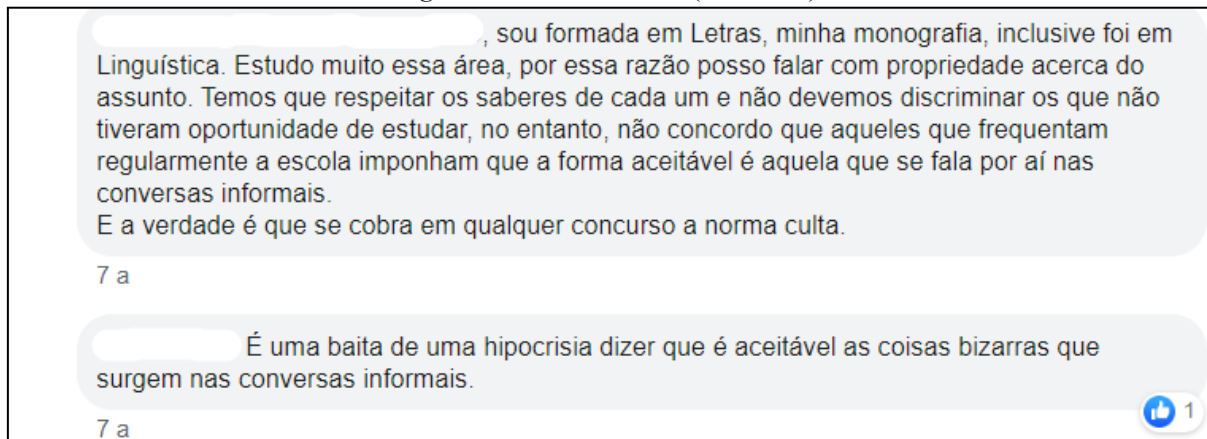 , sou formada em Letras, minha monografia, inclusive foi em
Linguística. Estudo muito essa área, por essa razão posso falar com propriedade acerca do
assunto. Temos que respeitar os saberes de cada um e não devemos discriminar os que não
tiveram oportunidade de estudar, no entanto, não concordo que aqueles que frequentam
regularmente a escola imponham que a forma aceitável é aquela que se fala por aí nas
conversas informais.
E a verdade é que se cobra em qualquer concurso a norma culta.
7 a
É uma baita de uma hipocrisia dizer que é aceitável as coisas bizarras que
surgem nas conversas informais.
1
7 a